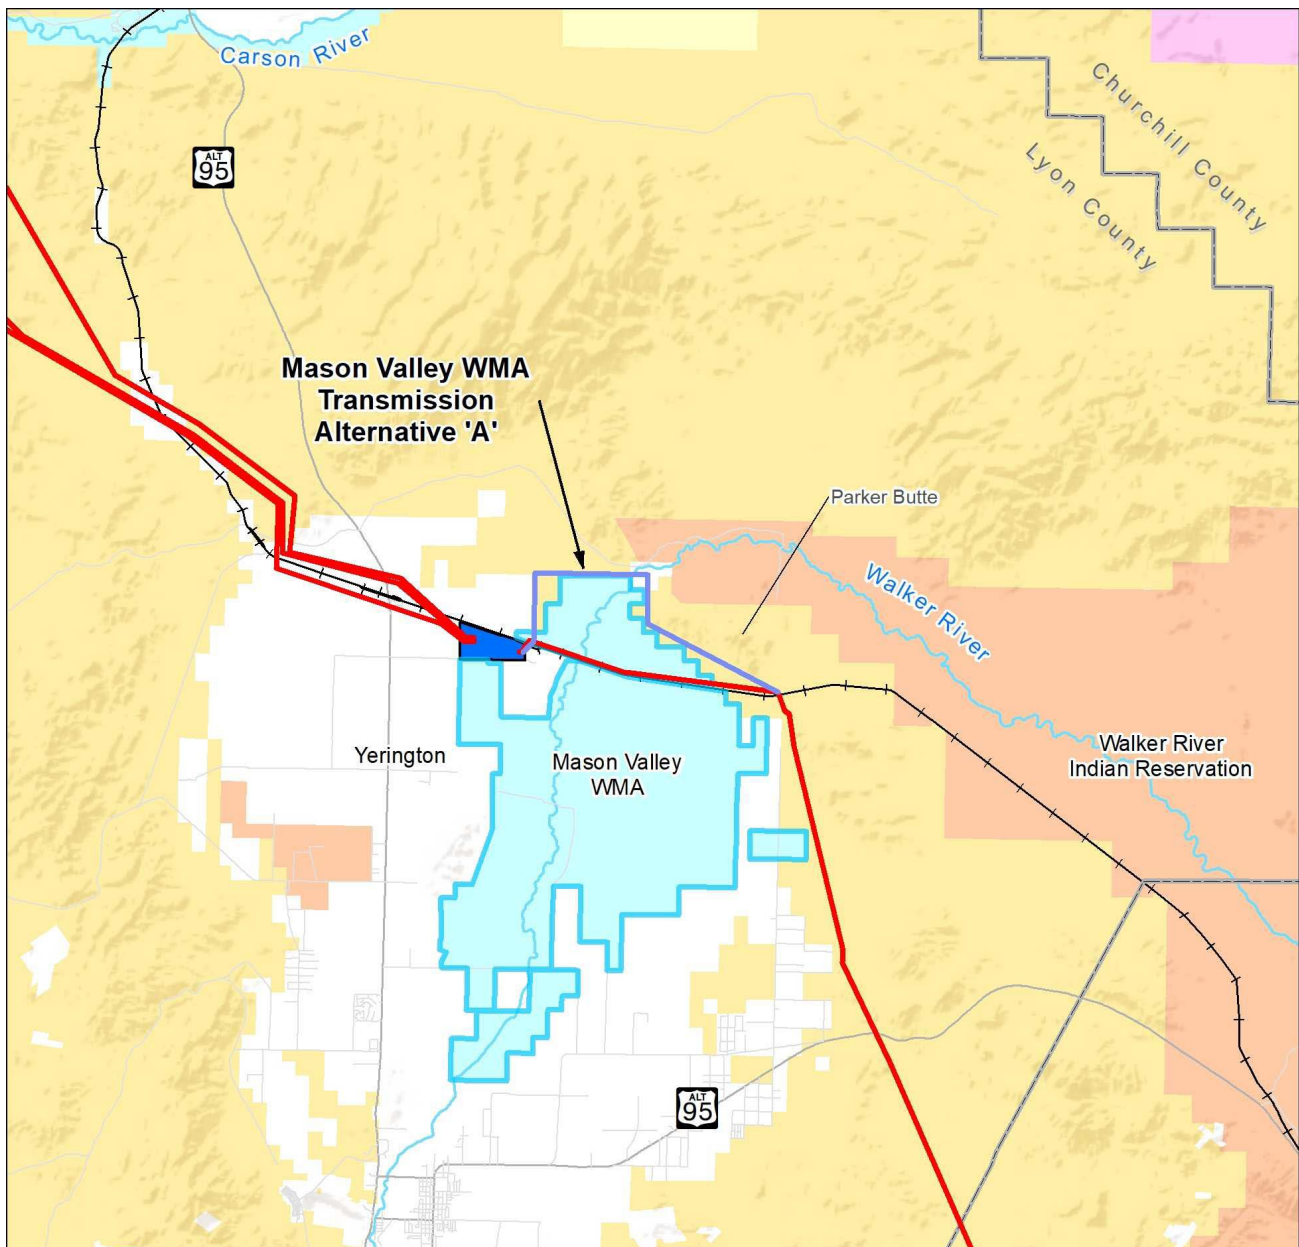 Carson River
Churchill County
Lyon County
ALT
95
Mason Valley WMA
Transmission
Alternative 'A'
Parker Butte
Walker River
Walker River
Indian Reservation
Yerington
Mason Valley
WMA
ALT
95